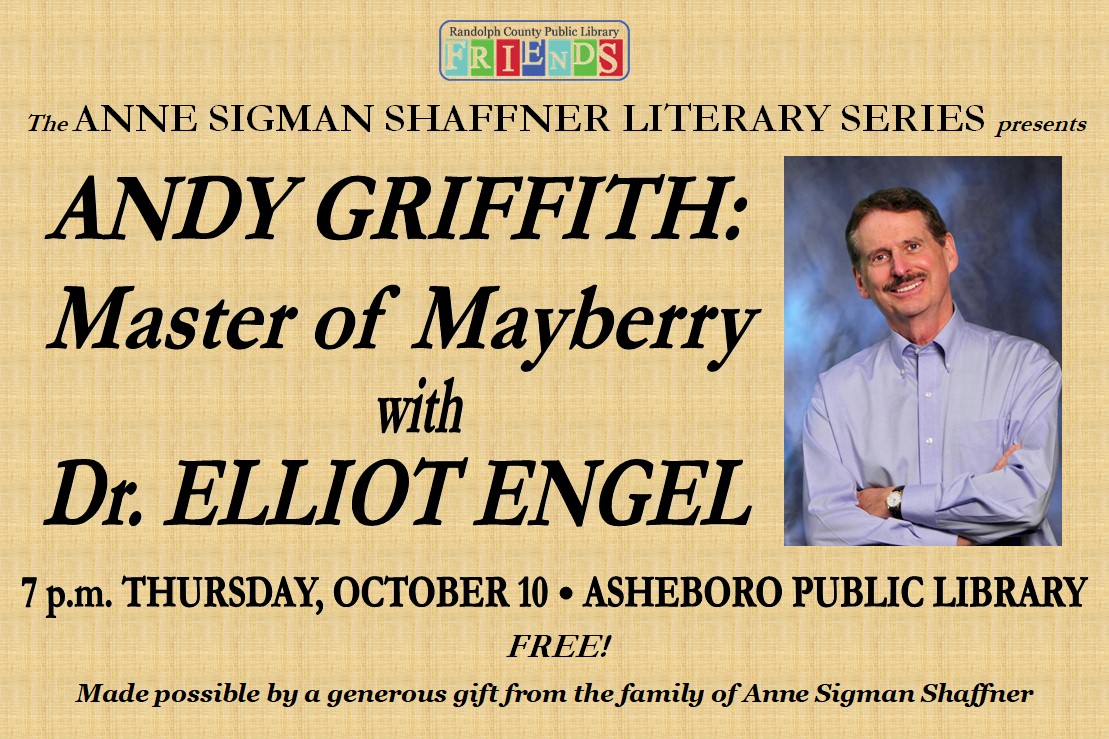 Randolph County Public Library
FRIENDS
The ANNE SIGMAN SHAFFNER LITERARY SERIES presents
ANDY GRIFFITH:
Master of Mayberry
with
Dr. ELLIOT ENGEL
7 p.m. THURSDAY, OCTOBER 10 • ASHEBORO PUBLIC LIBRARY
FREE!
Made possible by a generous gift from the family of Anne Sigman Shaffner